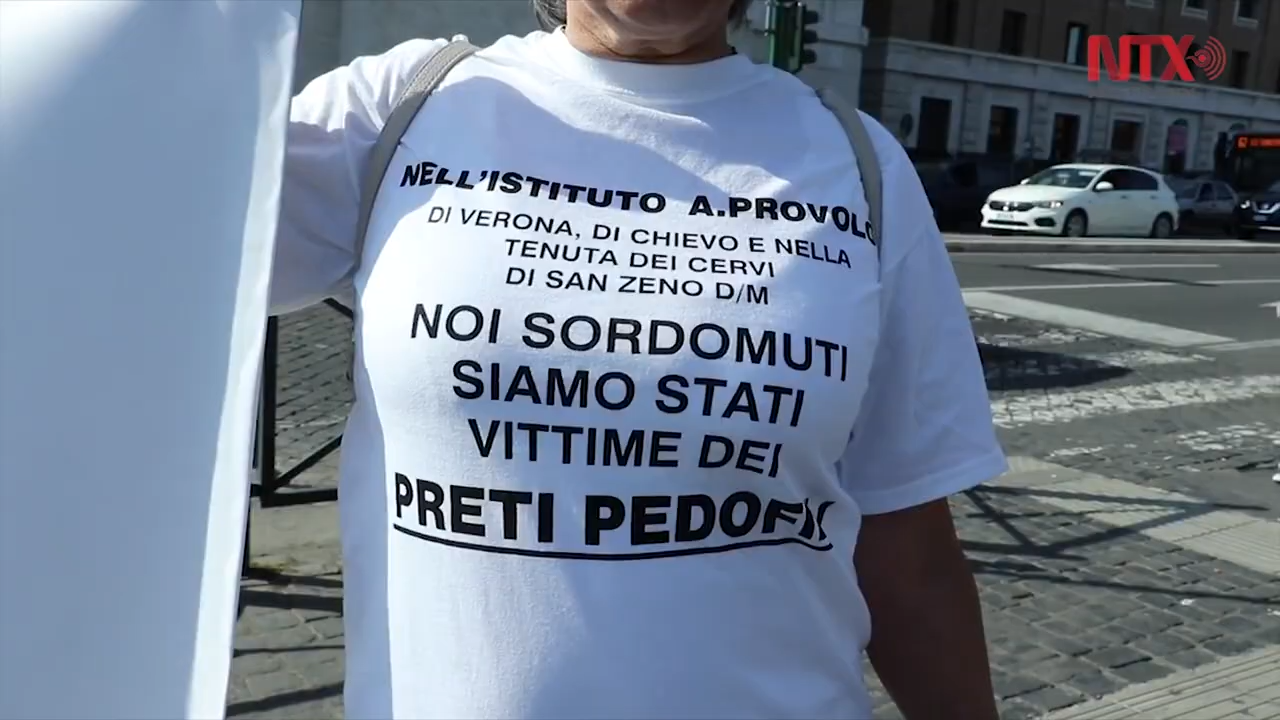 NTX
NELL'ISTITUTO A.PROVOLO
DI VERONA, DI CHIEVO E NELLA
TENUTA DEI CERVI
DI SAN ZENO D/M
NOI SORDOMUTI
SIAMO STATI
VITTIME DEI
PRETI PEDOFILI